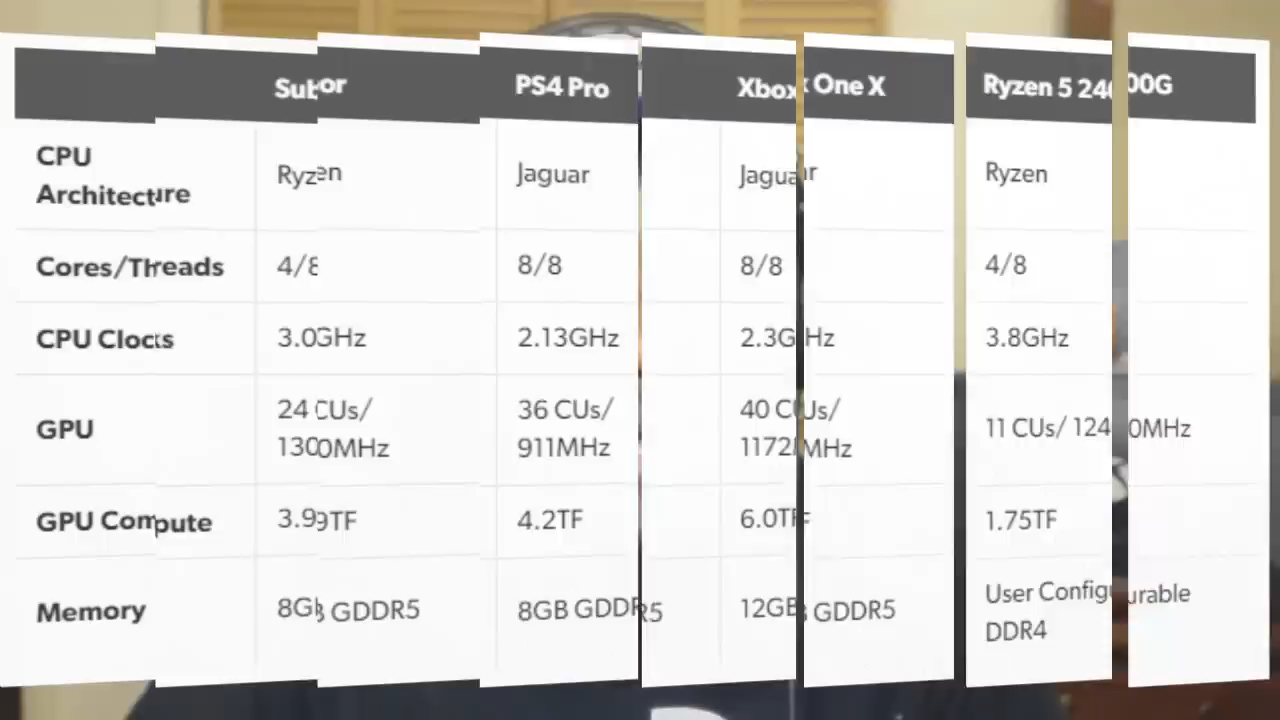 Subor PS4 Pro Xbox One X Ryzen 5 2400G
CPU
Architecture Ryzen Jaguar Jaguar Ryzen
Cores/Threads 4/8 8/8 8/8 4/8
CPU Clocks 3.0GHz 2.13GHz 2.3GHz 3.8GHz
GPU 24 CUs/ 36 CUs/ 40 CUs/ 11 CUs/ 1240MHz
1300MHz 911MHz 1172MHz
GPU Compute 3.99TF 4.2TF 6.0TF 1.75TF
Memory 8GB GDDR5 8GB GDDR5 12GB GDDR5 User Configurable
DDR4